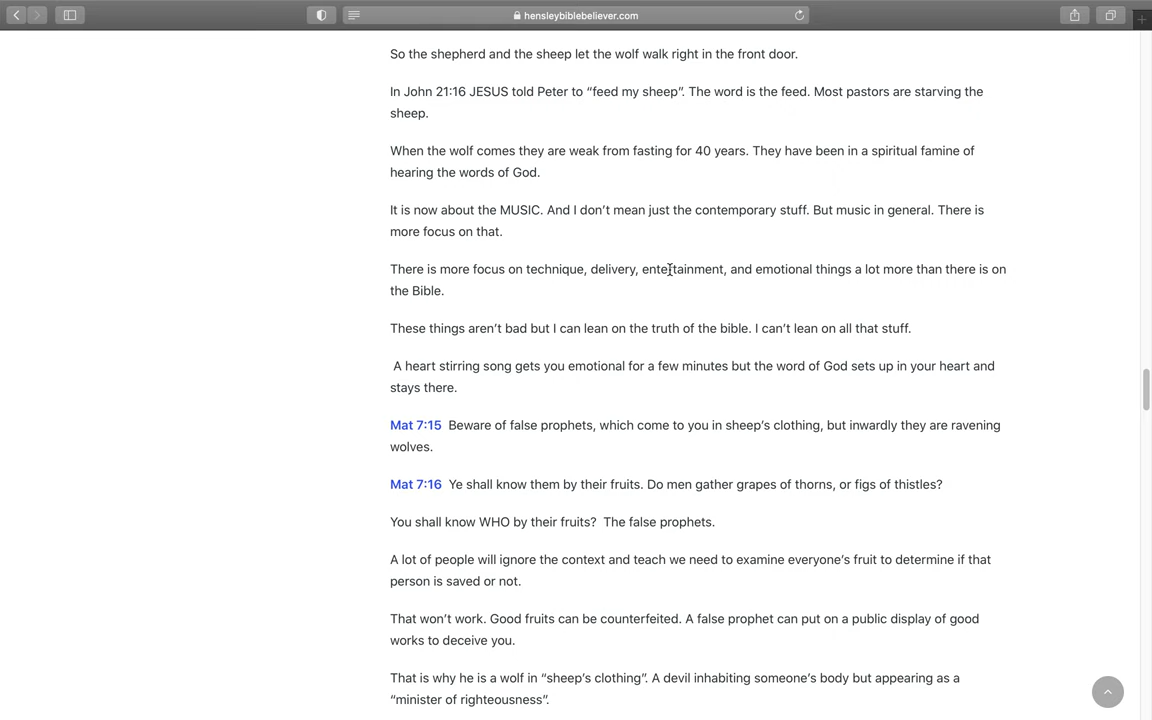 hensleybiblebeliever.com
So the shepherd and the sheep let the wolf walk right in the front door.
In John 21:16 JESUS told Peter to “feed my sheep”. The word is the feed. Most pastors are starving the
sheep.
When the wolf comes they are weak from fasting for 40 years. They have been in a spiritual famine of
hearing the words of God.
It is now about the MUSIC. And I don’t mean just the contemporary stuff. But music in general. There is
more focus on that.
There is more focus on technique, delivery, entertainment, and emotional things a lot more than there is on
the Bible.
These things aren’t bad but I can lean on the truth of the bible. I can’t lean on all that stuff.
A heart stirring song gets you emotional for a few minutes but the word of God sets up in your heart and
stays there.
Mat 7:15 Beware of false prophets, which come to you in sheep’s clothing, but inwardly they are ravening
wolves.
Mat 7:16 Ye shall know them by their fruits. Do men gather grapes of thorns, or figs of thistles?
You shall know WHO by their fruits? The false prophets.
A lot of people will ignore the context and teach we need to examine everyone’s fruit to determine if that
person is saved or not.
That won’t work. Good fruits can be counterfeited. A false prophet can put on a public display of good
works to deceive you.
That is why he is a wolf in “sheep’s clothing”. A devil inhabiting someone’s body but appearing as a
“minister of righteousness”.